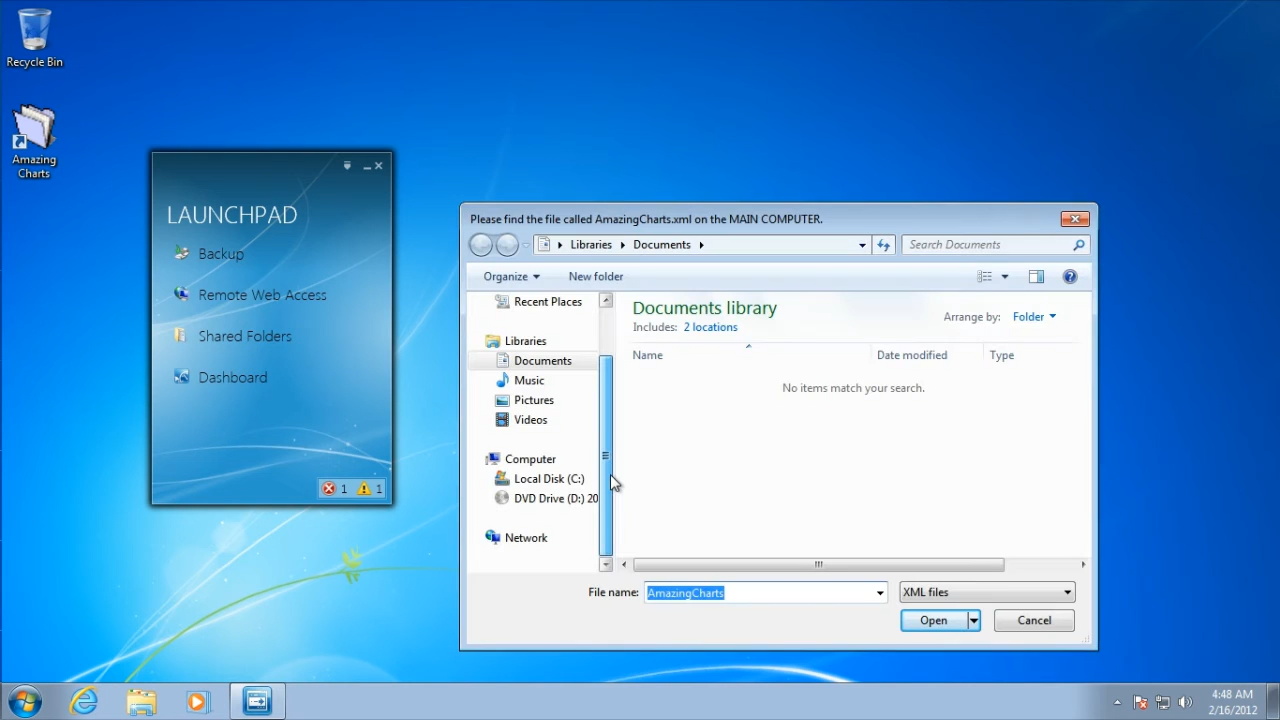 Recycle Bin
Amazing
Charts
LAUNCHPAD
Backup
Remote Web Access
Shared Folders
Dashboard
1 1
Please find the file called AmazingCharts.xml on the MAIN COMPUTER.
Libraries Documents
Search Documents
Organize New folder
Recent Places
Libraries
Documents
Music
Pictures
Videos
Computer
Local Disk (C:)
DVD Drive (D:) 20
Network
Documents library
Includes: 2 locations
Arrange by: Folder
Name Date modified Type
No items match your search.
File name: AmazingCharts XML files
Open Cancel
4:48 AM
2/16/2012